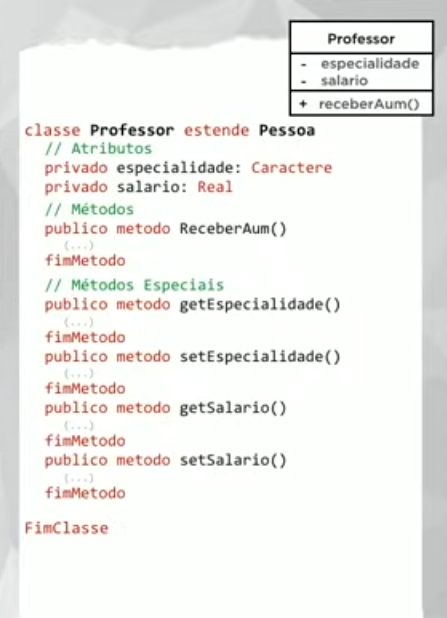 Professor
- especialidade
- salario
+ receberAum()
classe Professor estende Pessoa
// Atributos
privado especialidade: Caractere
privado salario: Real
// Métodos
publico metodo ReceberAum()
(...)
fimMetodo
// Métodos Especiais
publico metodo getEspecialidade()
(...)
fimMetodo
publico metodo setEspecialidade()
(...)
fimMetodo
publico metodo getSalario()
(...)
fimMetodo
publico metodo setSalario()
(...)
fimMetodo
FimClasse